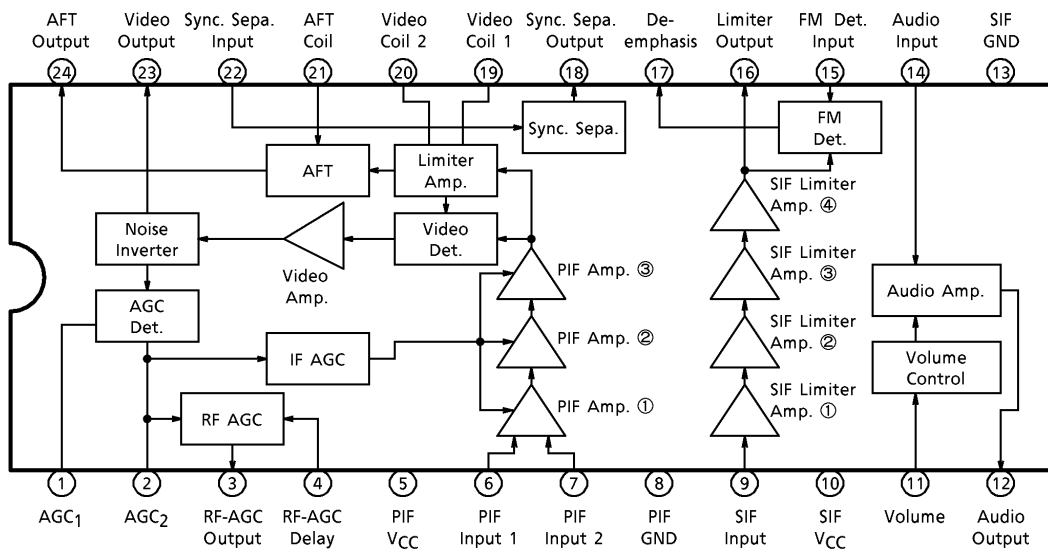 AFT Output
Video Output
Sync. Sepa. Input
AFT Coil
Video Coil 2
Video Coil 1
Sync. Sepa. Output
De-emphasis
Limiter Output
FM Det. Input
Audio Input
SIF GND
24
23
22
21
20
19
18
17
16
15
14
13
Sync. Sepa.
FM Det.
AFT
Limiter Amp.
SIF Limiter Amp. ④
Noise Inverter
Video Amp.
Video Det.
PIF Amp. ③
SIF Limiter Amp. ③
Audio Amp.
AGC Det.
IF AGC
PIF Amp. ②
SIF Limiter Amp. ②
Volume Control
RF AGC
PIF Amp. ①
SIF Limiter Amp. ①
1
2
3
4
5
6
7
8
9
10
11
12
AGC1
AGC2
RF-AGC Output
RF-AGC Delay
PIF VCC
PIF Input 1
PIF Input 2
PIF GND
SIF Input
SIF VCC
Volume
Audio Output